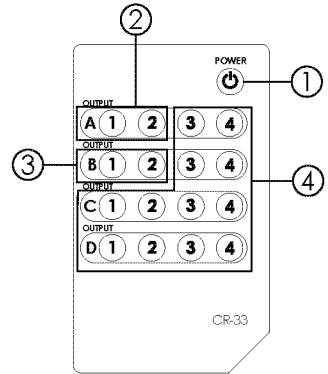 ②
POWER
①
OUTPUT
A 1 2 3 4
OUTPUT
③
B 1 2 3 4
④
OUTPUT
C 1 2 3 4
OUTPUT
D 1 2 3 4
CR-33